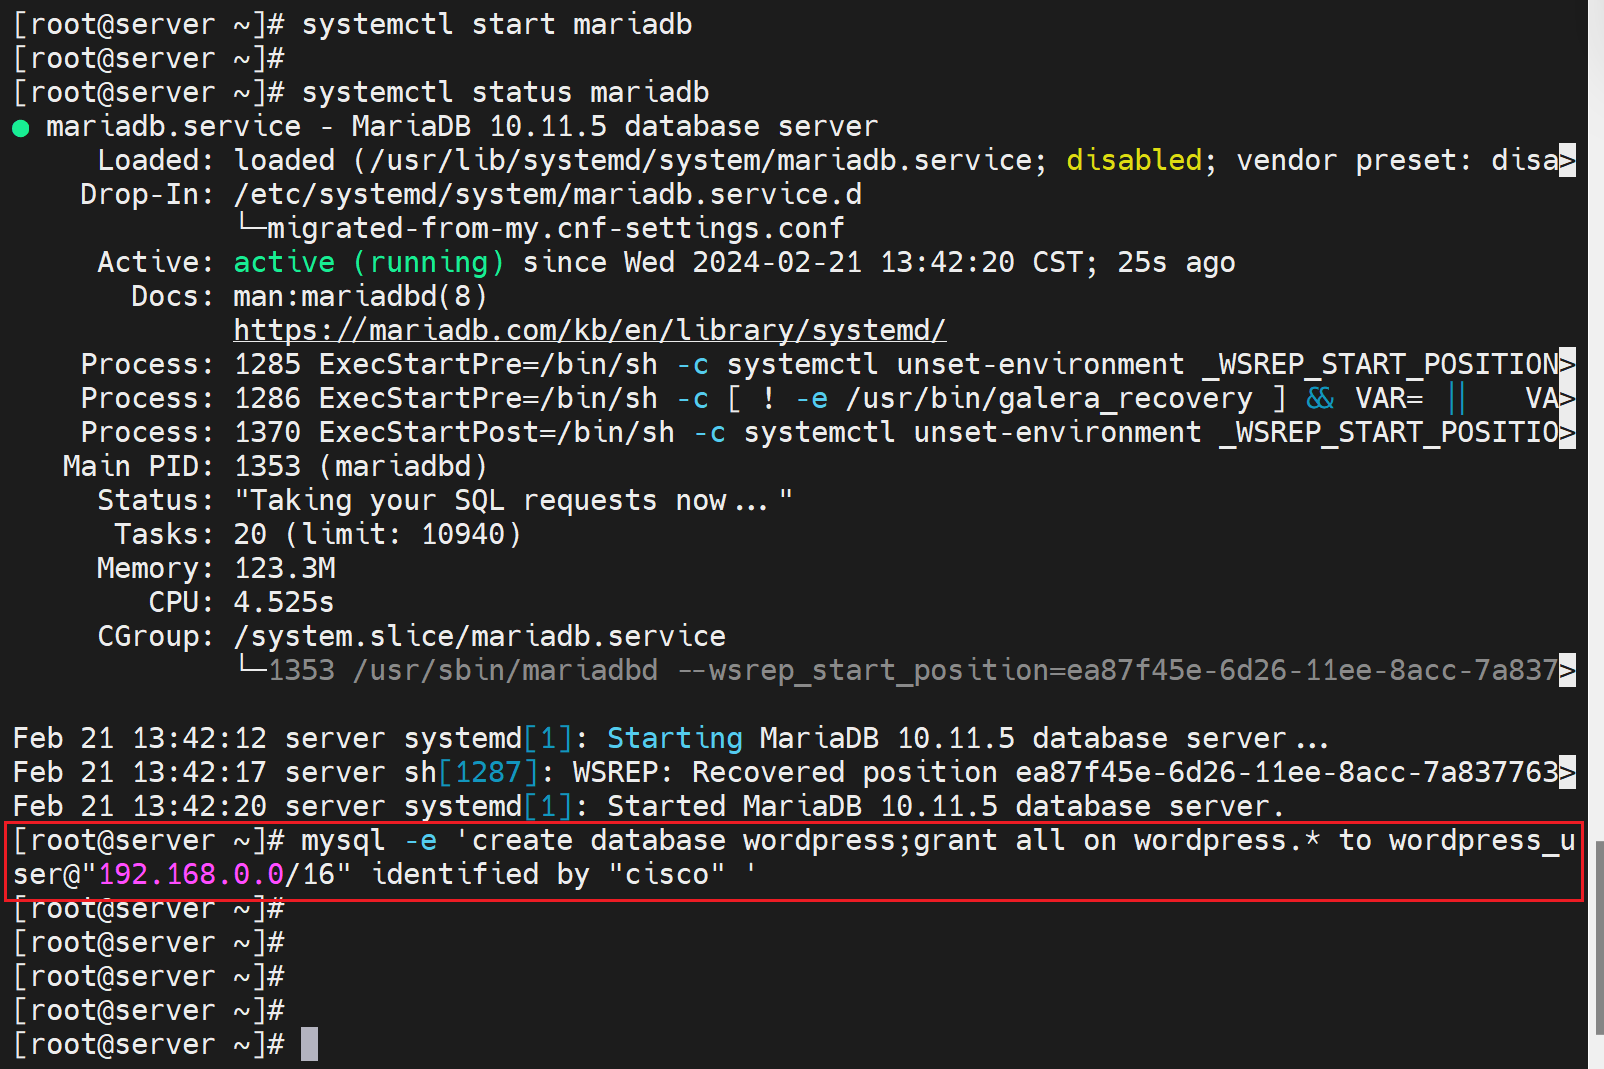 [root@server ~]# systemctl start mariadb
[root@server ~]#
[root@server ~]# systemctl status mariadb
● mariadb.service - MariaDB 10.11.5 database server
     Loaded: loaded (/usr/lib/systemd/system/mariadb.service; disabled; vendor preset: disa>
    Drop-In: /etc/systemd/system/mariadb.service.d
             └─migrated-from-my.cnf-settings.conf
     Active: active (running) since Wed 2024-02-21 13:42:20 CST; 25s ago
       Docs: man:mariadbd(8)
             https://mariadb.com/kb/en/library/systemd/
    Process: 1285 ExecStartPre=/bin/sh -c systemctl unset-environment _WSREP_START_POSITION>
    Process: 1286 ExecStartPre=/bin/sh -c [ ! -e /usr/bin/galera_recovery ] && VAR= ||   VA>
    Process: 1370 ExecStartPost=/bin/sh -c systemctl unset-environment _WSREP_START_POSITIO>
   Main PID: 1353 (mariadbd)
     Status: "Taking your SQL requests now..."
      Tasks: 20 (limit: 10940)
     Memory: 123.3M
        CPU: 4.525s
     CGroup: /system.slice/mariadb.service
             └─1353 /usr/sbin/mariadbd --wsrep_start_position=ea87f45e-6d26-11ee-8acc-7a837>

Feb 21 13:42:12 server systemd[1]: Starting MariaDB 10.11.5 database server...
Feb 21 13:42:17 server sh[1287]: WSREP: Recovered position ea87f45e-6d26-11ee-8acc-7a837763>
Feb 21 13:42:20 server systemd[1]: Started MariaDB 10.11.5 database server.
[root@server ~]# mysql -e 'create database wordpress;grant all on wordpress.* to wordpress_u
ser@"192.168.0.0/16" identified by "cisco" '
[root@server ~]#
[root@server ~]#
[root@server ~]#
[root@server ~]#
[root@server ~]#